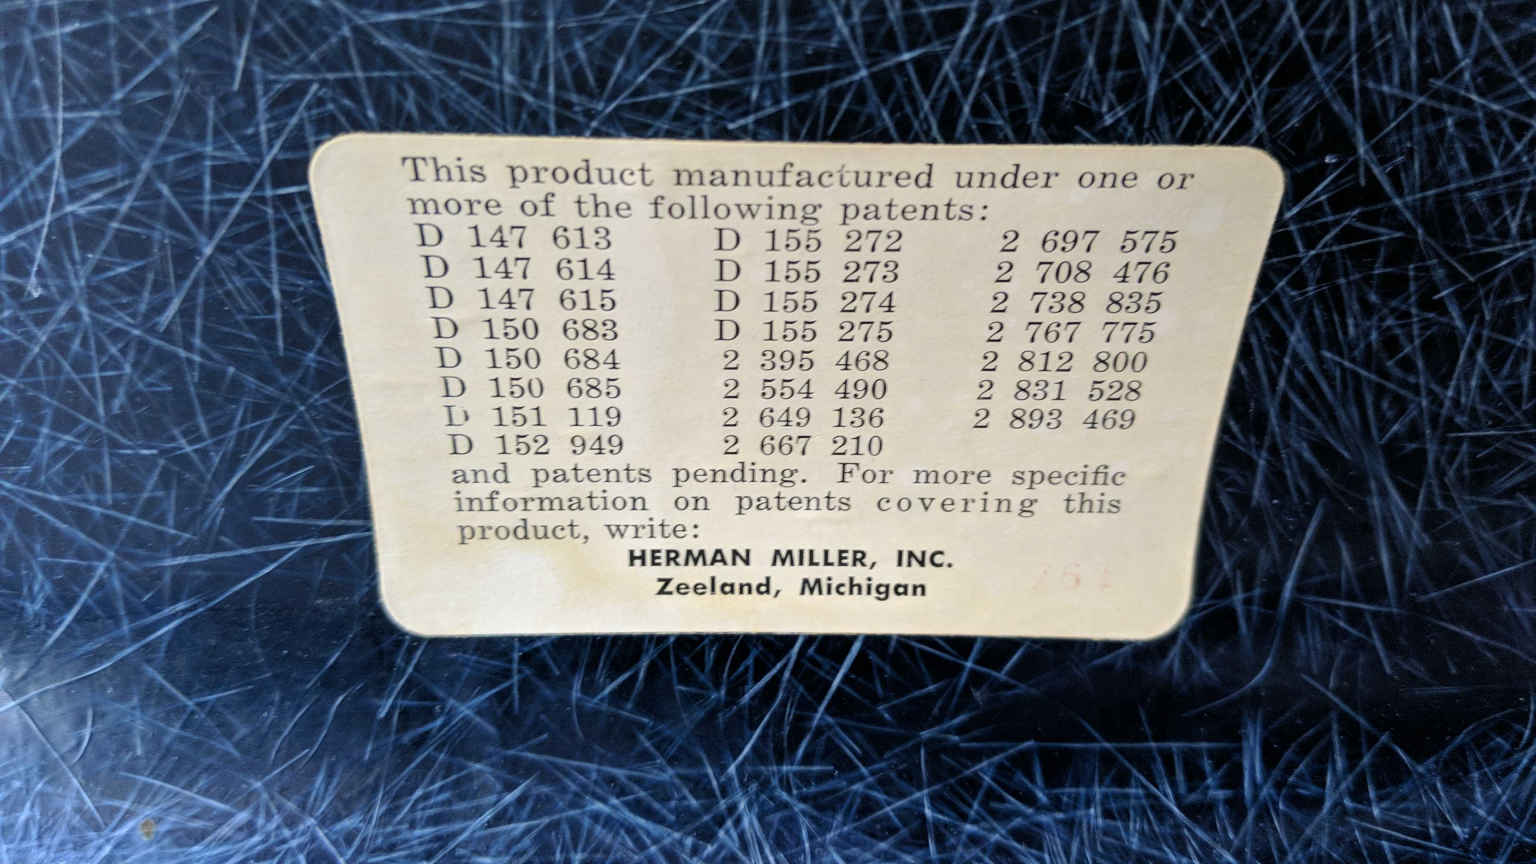 This product manufactured under one or
more of the following patents:
D 147 613 D 155 272 2 697 575
D 147 614 D 155 273 2 708 476
D 147 615 D 155 274 2 738 835
D 150 683 D 155 275 2 767 775
D 150 684 2 395 468 2 812 800
D 150 685 2 554 490 2 831 528
D 151 119 2 649 136 2 893 469
D 152 949 2 667 210
and patents pending. For more specific
information on patents covering this
product, write:
HERMAN MILLER, INC.
Zeeland, Michigan